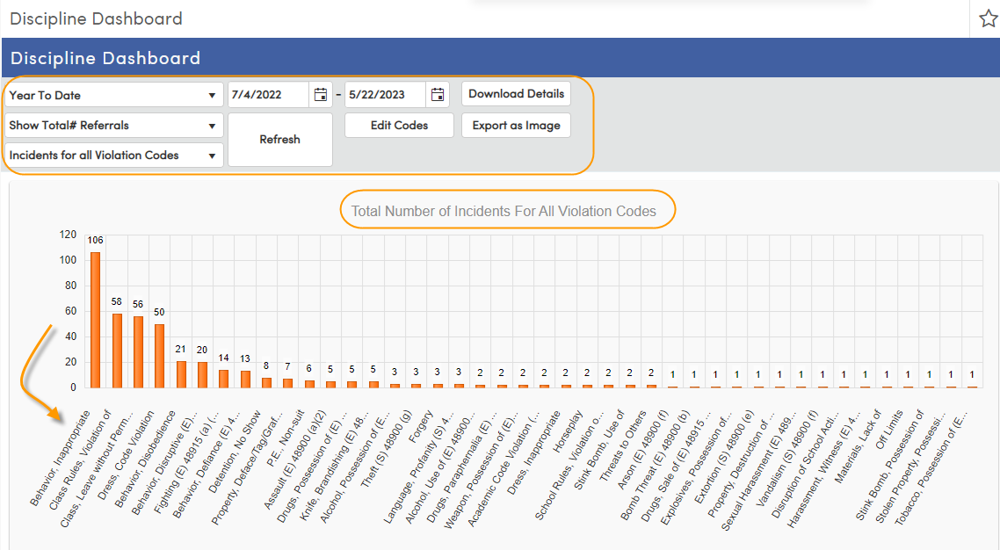 Discipline Dashboard
Discipline Dashboard
Year To Date 7/4/2022 - 5/22/2023 Download Details
Show Total# Referrals Refresh Edit Codes Export as Image
Incidents for all Violation Codes
Total Number of Incidents For All Violation Codes
120
100
80
60
40
20
0
106 58 56 50 21 20 14 13 8 7 6 5 5 5 3 3 3 3 2 2 2 2 2 2 2 2 2 1 1 1 1 1 1 1 1 1 1 1 1 1 1 1
Behavior, Inappropriate
Class Rules, Violation of
Class, Leave without Perm...
Dress, Code Violation
Behavior, Disobedience
Behavior, Disruptive (E)...
Fighting (E) 48915 (a) (...
Behavior, Defiance (E) 4...
Detention, No Show
Property, Deface/Tag/Graf...
P.E., Non-suit
Assault (E) 48900 (a)(2)
Drugs, Possession of (E)...
Knife, Brandishing (E) 48...
Alcohol, Possession of (E...
Theft (S) 48900 (g)
Forgery
Language, Profanity (S) 4...
Alcohol, Use of (E) 48900...
Drugs, Paraphernalia (E)...
Weapon, Possession of (E)...
Academic Code Violation (...
Dress, Inappropriate
Horseplay
School Rules, Violation o...
Stink Bomb, Use of
Threats to Others
Arson (E) 48900 (f)
Bomb Threat (E) 48900 (b)
Drugs, Sale of (E) 48915 ...
Explosives, Possession of...
Extortion (S) 48900 (e)
Property, Destruction of ...
Sexual Harassment (E) 489...
Vandalism (S) 48900 (f)
Disruption of School Acti...
Harassment, Witness (E) 4...
Materials, Lack of
Off Limits
Stink Bomb, Possession of
Stolen Property, Possessi...
Tobacco, Possession of (E...